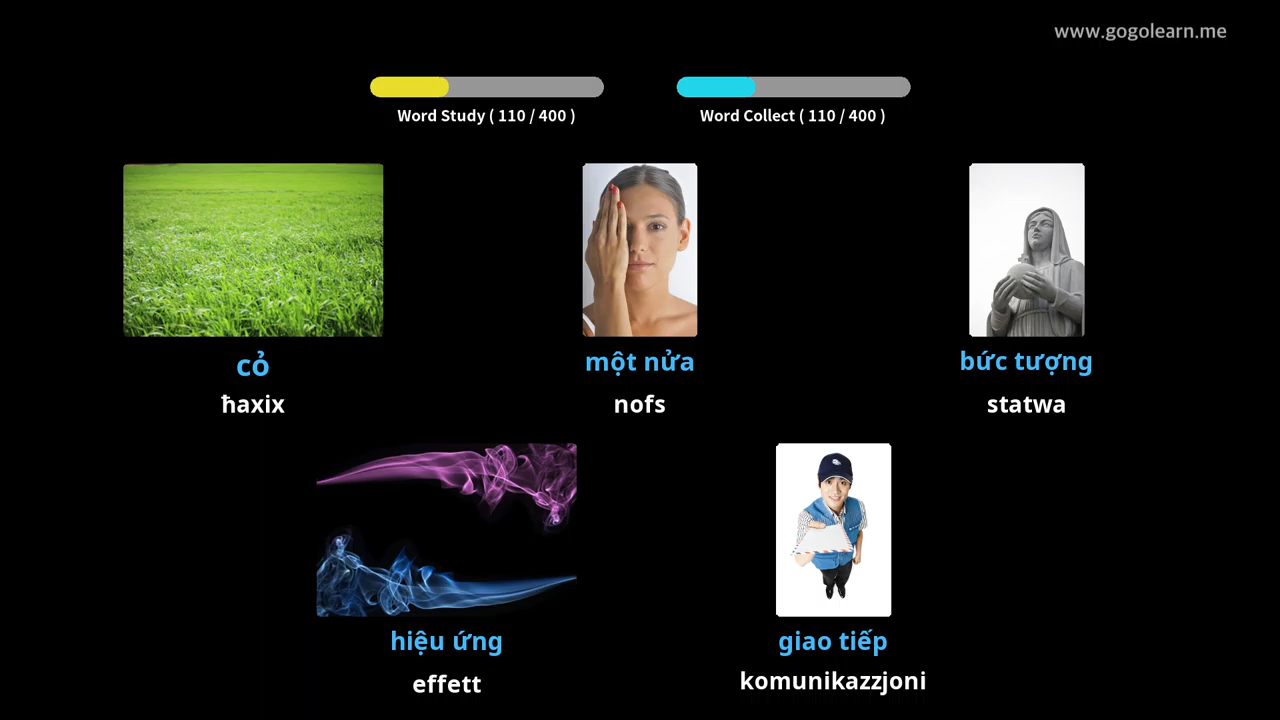 www.gogolearn.me
Word Study ( 110 / 400 )
Word Collect ( 110 / 400 )
cỏ
một nửa
bức tượng
ħaxix
nofs
statwa
hiệu ứng
giao tiếp
effett
komunikazzjoni